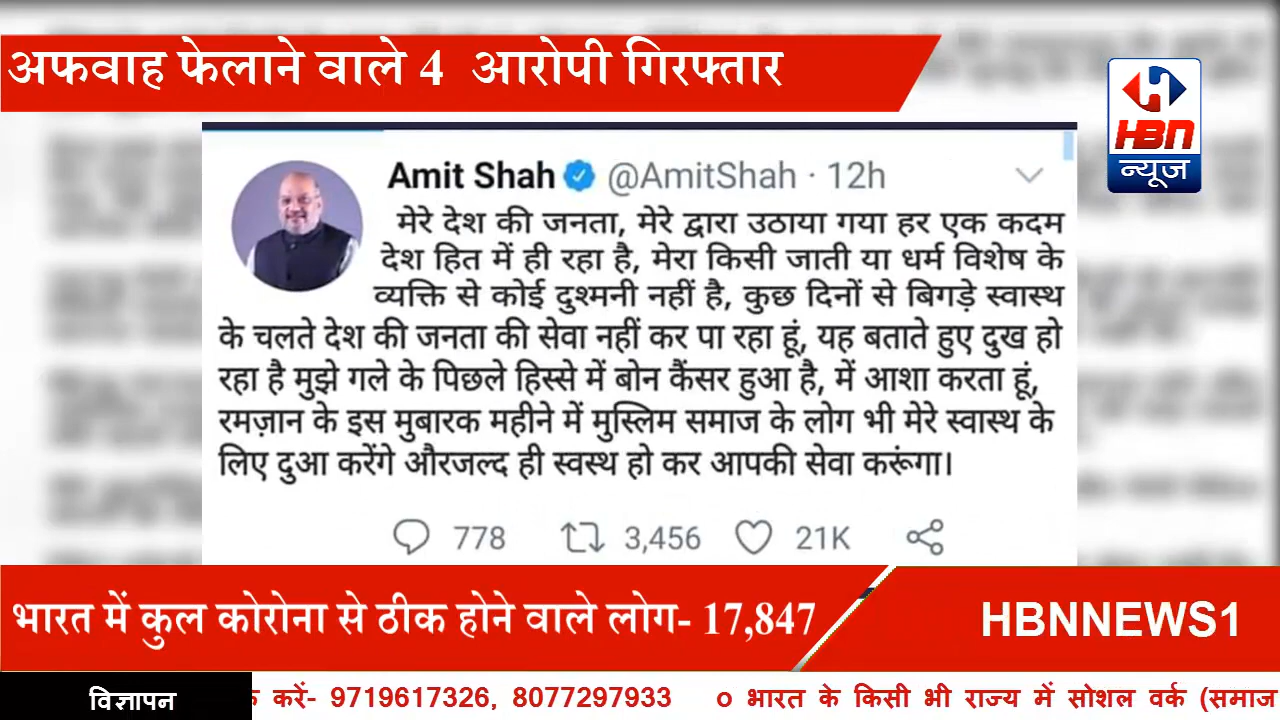 अफवाह फेलाने वाले 4 आरोपी गिरफ्तार
HBN
न्यूज
Amit Shah @AmitShah · 12h
मेरे देश की जनता, मेरे द्वारा उठाया गया हर एक कदम
देश हित में ही रहा है, मेरा किसी जाती या धर्म विशेष के
व्यक्ति से कोई दुश्मनी नहीं है, कुछ दिनों से बिगड़े स्वास्थ
के चलते देश की जनता की सेवा नहीं कर पा रहा हूं, यह बताते हुए दुख हो
रहा है मुझे गले के पिछले हिस्से में बोन कैंसर हुआ है, में आशा करता हूं,
रमज़ान के इस मुबारक महीने में मुस्लिम समाज के लोग भी मेरे स्वास्थ के
लिए दुआ करेंगे औरजल्द ही स्वस्थ हो कर आपकी सेवा करूंगा।
778 3,456 21K
भारत में कुल कोरोना से ठीक होने वाले लोग- 17,847
HBNNEWS1
विज्ञापन
करें- 9719617326, 8077297933 o भारत के किसी भी राज्य में सोशल वर्क (समाज